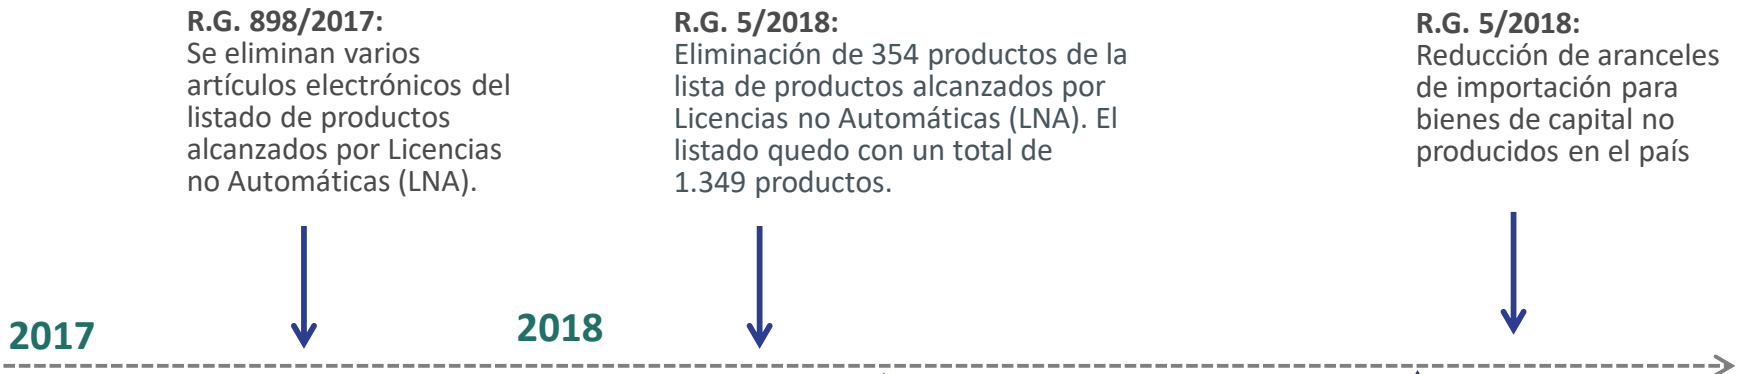 R.G. 898/2017:
Se eliminan varios
artículos electrónicos del
listado de productos
alcanzados por Licencias
no Automáticas (LNA).
R.G. 5/2018:
Eliminación de 354 productos de la
lista de productos alcanzados por
Licencias no Automáticas (LNA). El
listado quedo con un total de
1.349 productos.
R.G. 5/2018:
Reducción de aranceles
de importación para
bienes de capital no
producidos en el país
2017
2018